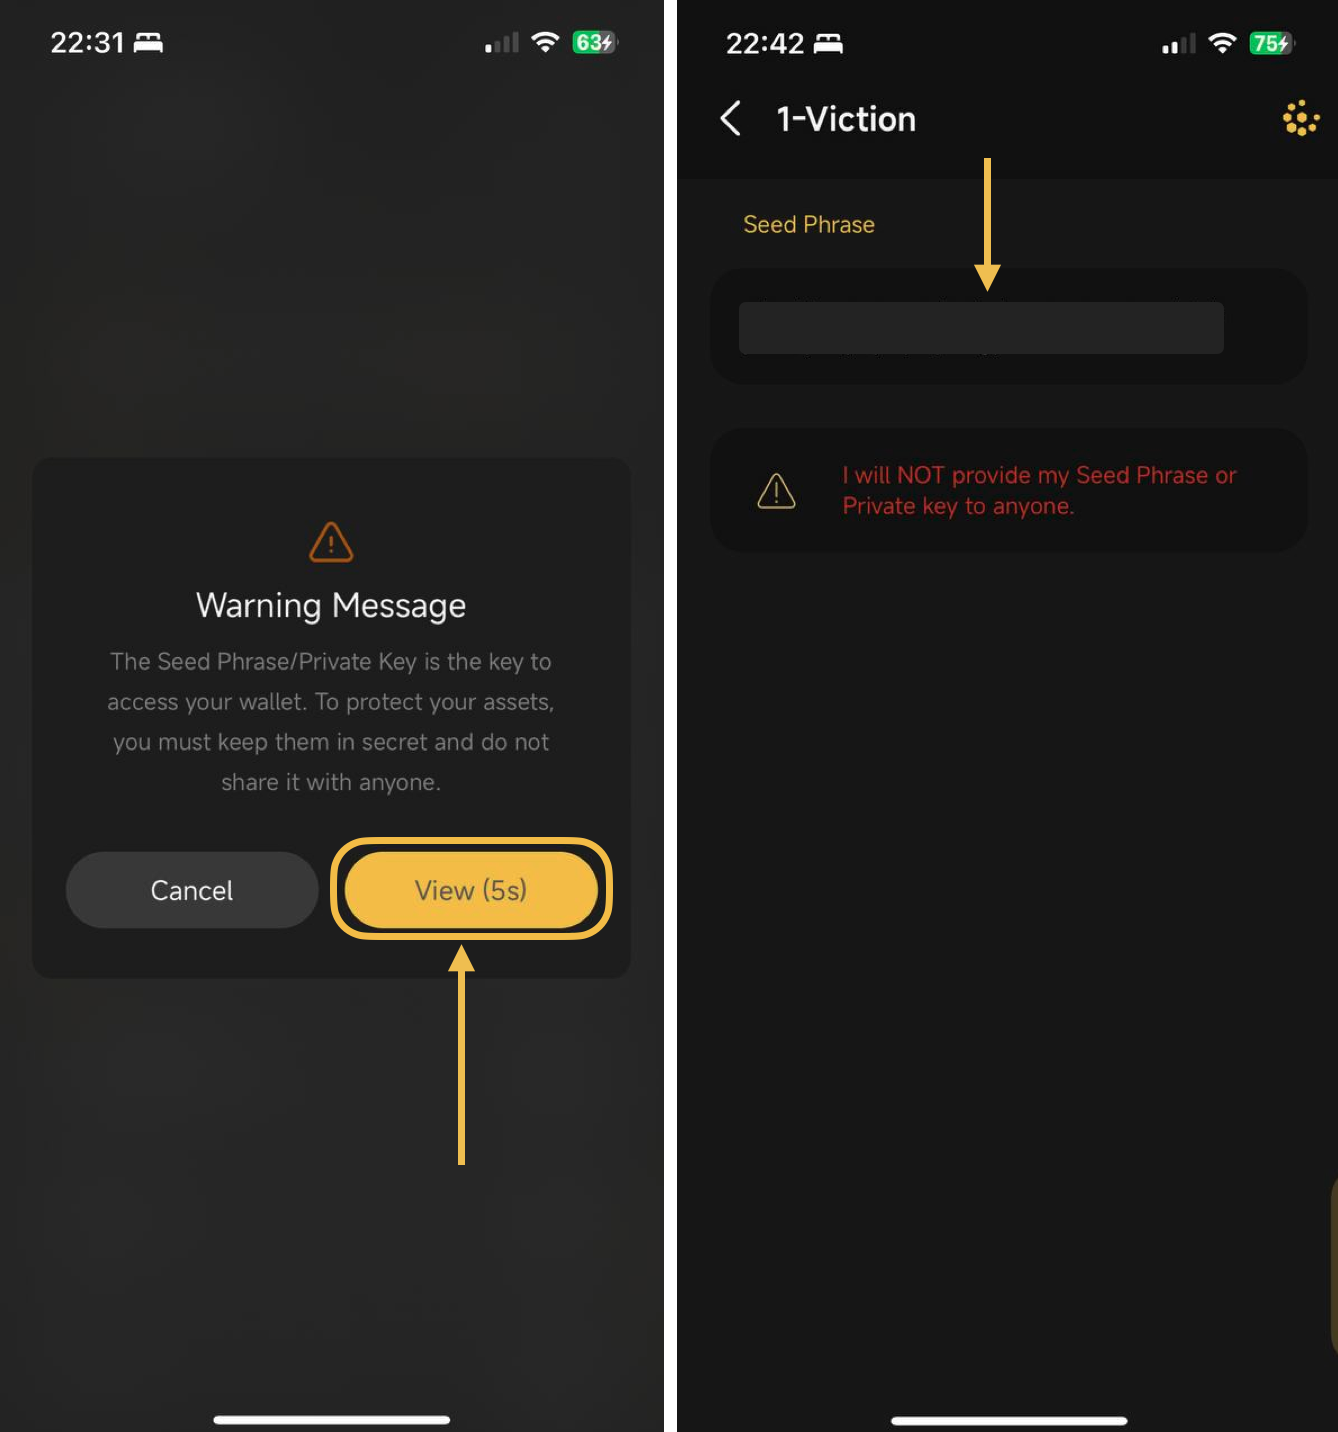 22:31
63
Warning Message
The Seed Phrase/Private Key is the key to
access your wallet. To protect your assets,
you must keep them in secret and do not
share it with anyone.
Cancel
View (5s)
22:42
75
1-Viction
Seed Phrase
I will NOT provide my Seed Phrase or
Private key to anyone.